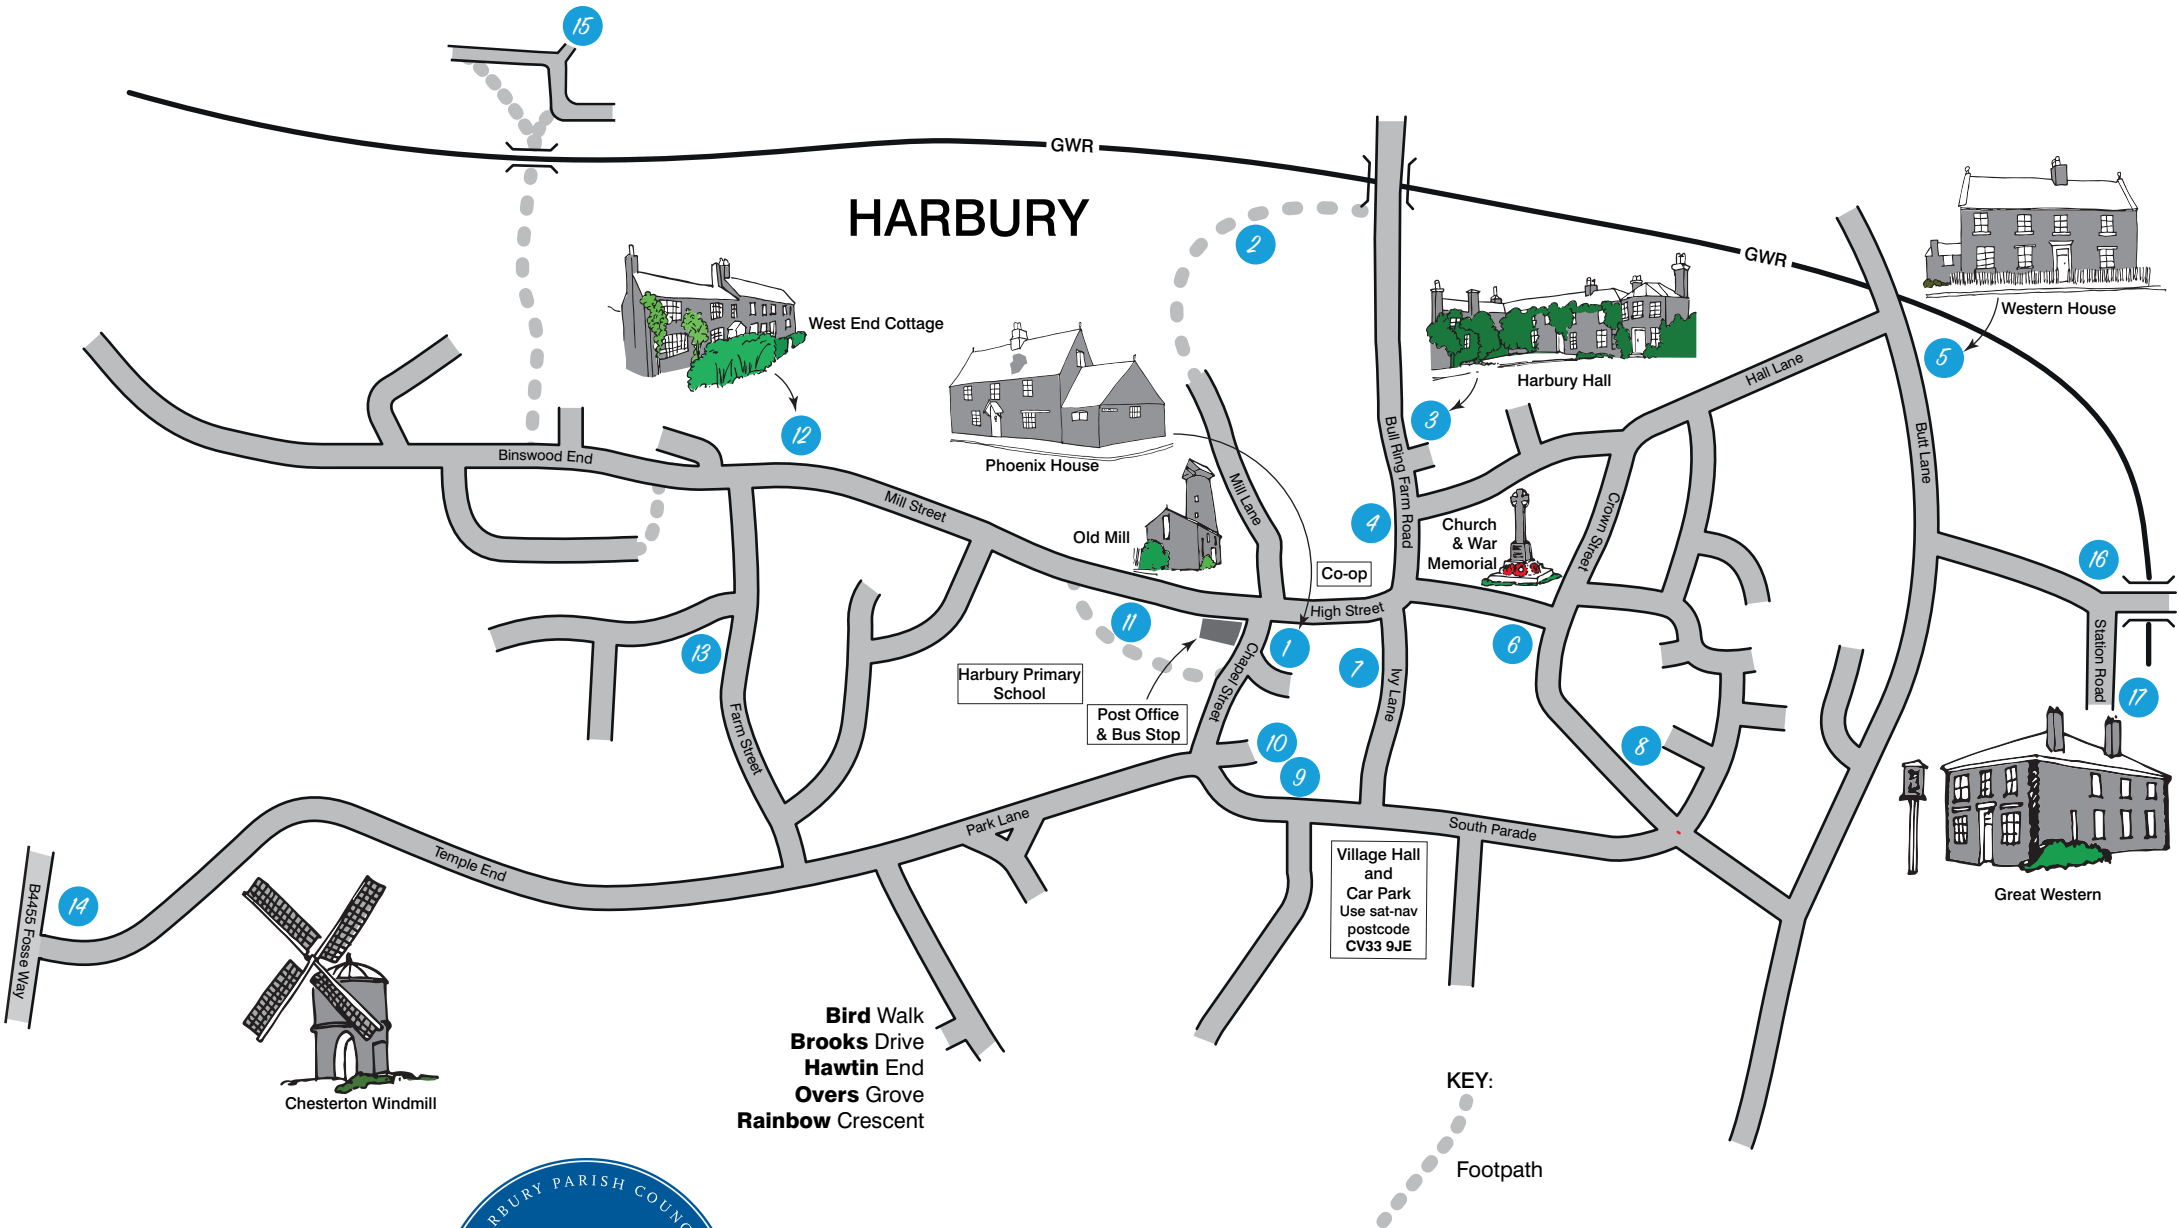 15
GWR
HARBURY
2
GWR
Western House
West End Cottage
5
Hall Lane
Harbury Hall
3
12
Phoenix House
Binswood End
Mill Street
Mill Lane
Bull Ring Farm Road
Butt Lane
Old Mill
4
Church
& War
Memorial
Crown Street
16
Co-op
High Street
11
13
1
7
6
Station Road
Harbury Primary
School
Chapel Street
Ivy Lane
17
Post Office
& Bus Stop
Farm Street
10
9
8
Park Lane
South Parade
Temple End
Village Hall
and
Car Park
Use sat-nav
postcode
CV33 9JE
Great Western
14
B4455 Fosse Way
Bird Walk
Brooks Drive
Hawtin End
Overs Grove
Rainbow Crescent
Chesterton Windmill
KEY:
Footpath
RBURY PARISH COUNC